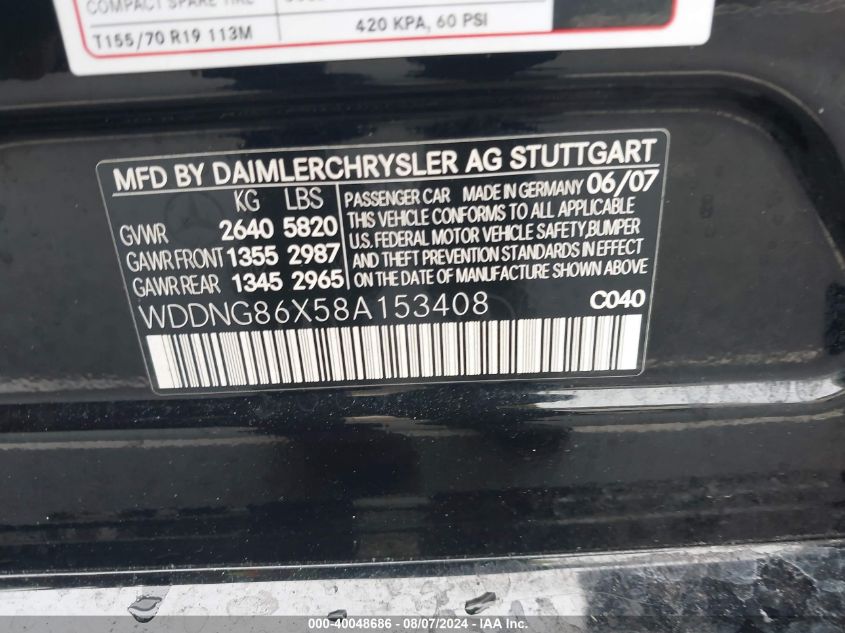 COMPACT SPARE TIRE
T155/70 R19 113M 420 KPA, 60 PSI
MFD BY DAIMLERCHRYSLER AG STUTTGART
KG LBS
GVWR 2640 5820
GAWR FRONT 1355 2987
GAWR REAR 1345 2965
PASSENGER CAR MADE IN GERMANY 06/07
THIS VEHICLE CONFORMS TO ALL APPLICABLE
U.S. FEDERAL MOTOR VEHICLE SAFETY, BUMPER
AND THEFT PREVENTION STANDARDS IN EFFECT
ON THE DATE OF MANUFACTURE SHOWN ABOVE
WDDNG86X58A153408 C040
000-40048686 - 08/07/2024 - IAA, Inc.